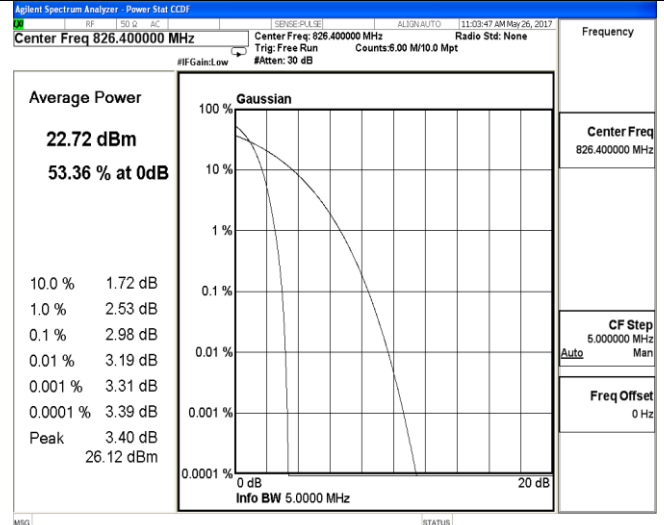 Agilent Spectrum Analyzer - Power Stat CCDF
LXI RF 50 Ω AC SENSE:PULSE ALIGN AUTO 11:03:47 AM May 26, 2017
Center Freq 826.400000 MHz
Center Freq: 826.400000 MHz Radio Std: None
Trig: Free Run Counts:6.00 M/10.0 Mpt
#IFGain:Low #Atten: 30 dB
Frequency
Average Power
22.72 dBm
53.36 % at 0dB
10.0 % 1.72 dB
1.0 % 2.53 dB
0.1 % 2.98 dB
0.01 % 3.19 dB
0.001 % 3.31 dB
0.0001 % 3.39 dB
Peak 3.40 dB
26.12 dBm
Gaussian
100 %
10 %
1 %
0.1 %
0.01 %
0.001 %
0.0001 %
0 dB 20 dB
Info BW 5.0000 MHz
Center Freq
826.400000 MHz
CF Step
5.000000 MHz
Auto Man
Freq Offset
0 Hz
MSG STATUS